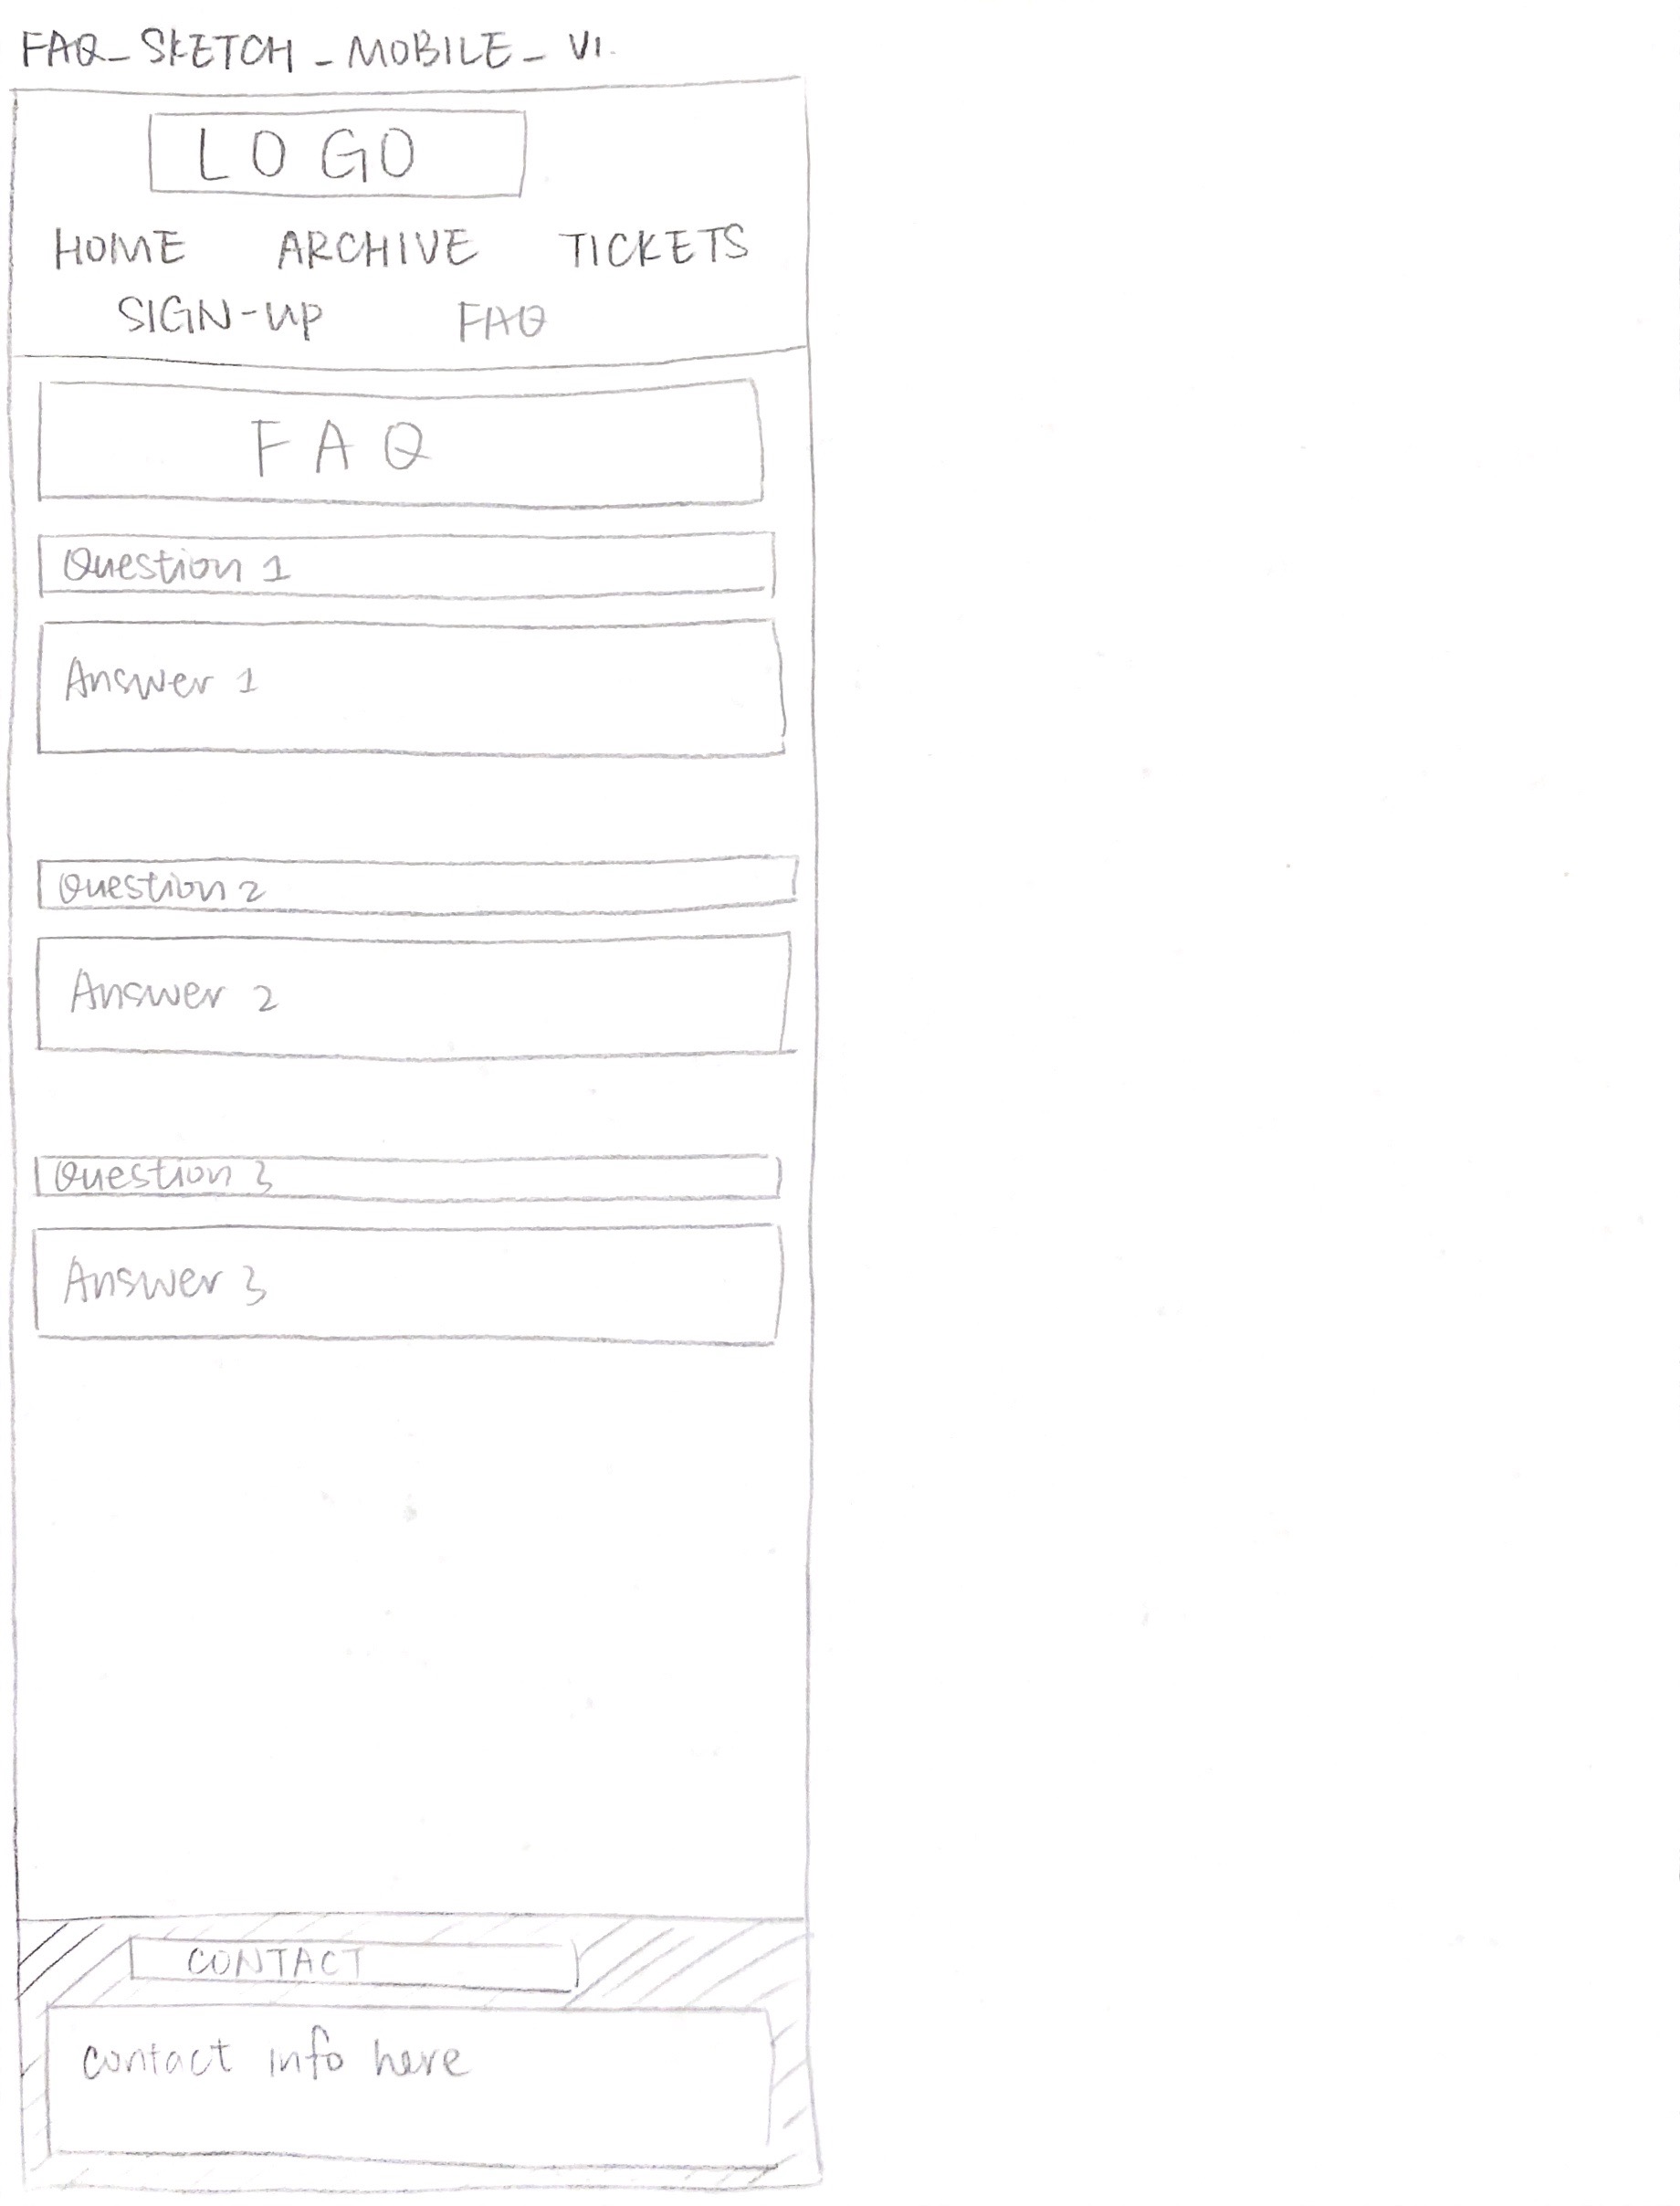 FAQ_SKETCH_MOBILE_V1.
LOGO
HOME ARCHIVE TICKETS
SIGN-UP FAQ
FAQ
Question 1
Answer 1
Question 2
Answer 2
Question 3
Answer 3
CONTACT
contact info here